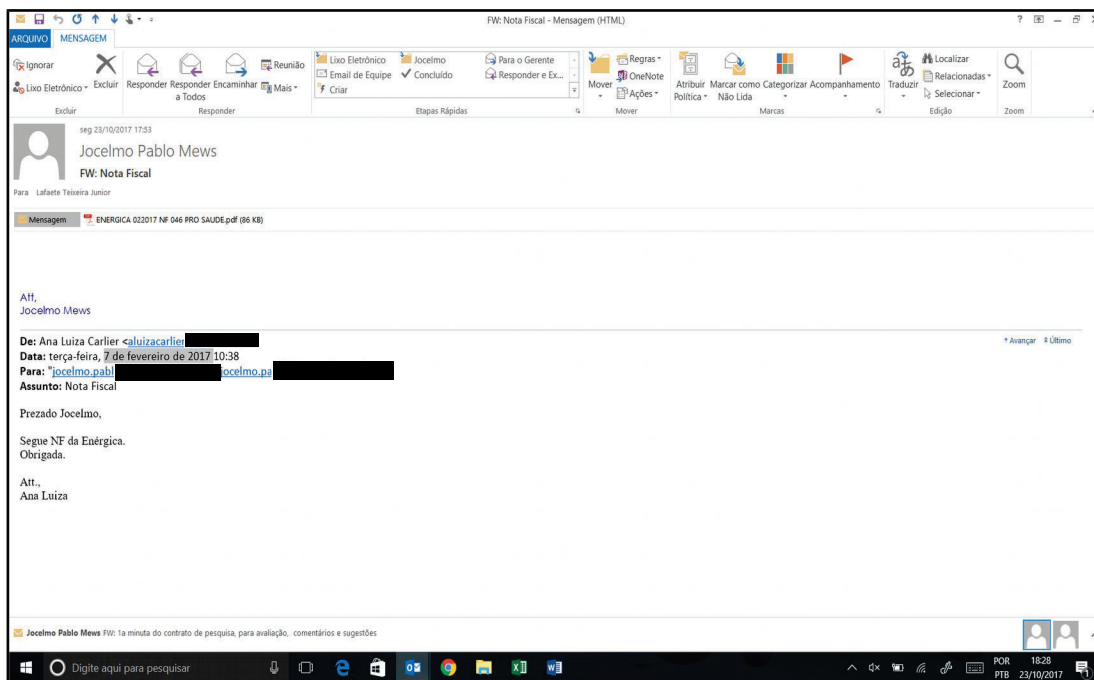 FW: Nota Fiscal - Mensagem (HTML)
ARQUIVO MENSAGEM
Ignorar
Lixo Eletrônico
Excluir
Responder Responder a Todos Encaminhar
Reunião
Mais
Lixo Eletrônico Jocelmo Para o Gerente
Email de Equipe Concluído Responder e Ex...
Criar
Mover
Regras
OneNote
Ações
Atribuir Política Marcar como Não Lida Categorizar Acompanhamento
Traduzir
Localizar
Relacionadas
Selecionar
Zoom
Excluir Responder Etapas Rápidas Mover Marcas Edição Zoom
seg 23/10/2017 17:53
Jocelmo Pablo Mews
FW: Nota Fiscal
Para Lafaete Teixeira Junior
Mensagem ENERGICA 022017 NF 046 PRO SAUDE.pdf (86 KB)
Att,
Jocelmo Mews
De: Ana Luiza Carlier <aluizacarlier
Avançar Último
Data: terça-feira, 7 de fevereiro de 2017 10:38
Para: "jocelmo.pabl jocelmo.pa
Assunto: Nota Fiscal
Prezado Jocelmo,
Segue NF da Enérgica.
Obrigada.
Att.,
Ana Luiza
Jocelmo Pablo Mews FW: 1a minuta do contrato de pesquisa, para avaliação, comentários e sugestões
Digite aqui para pesquisar
POR 18:28
PTB 23/10/2017